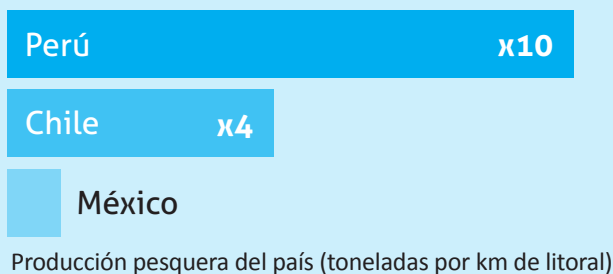 Perú x10
Chile x4
México
Producción pesquera del país (toneladas por km de litoral)